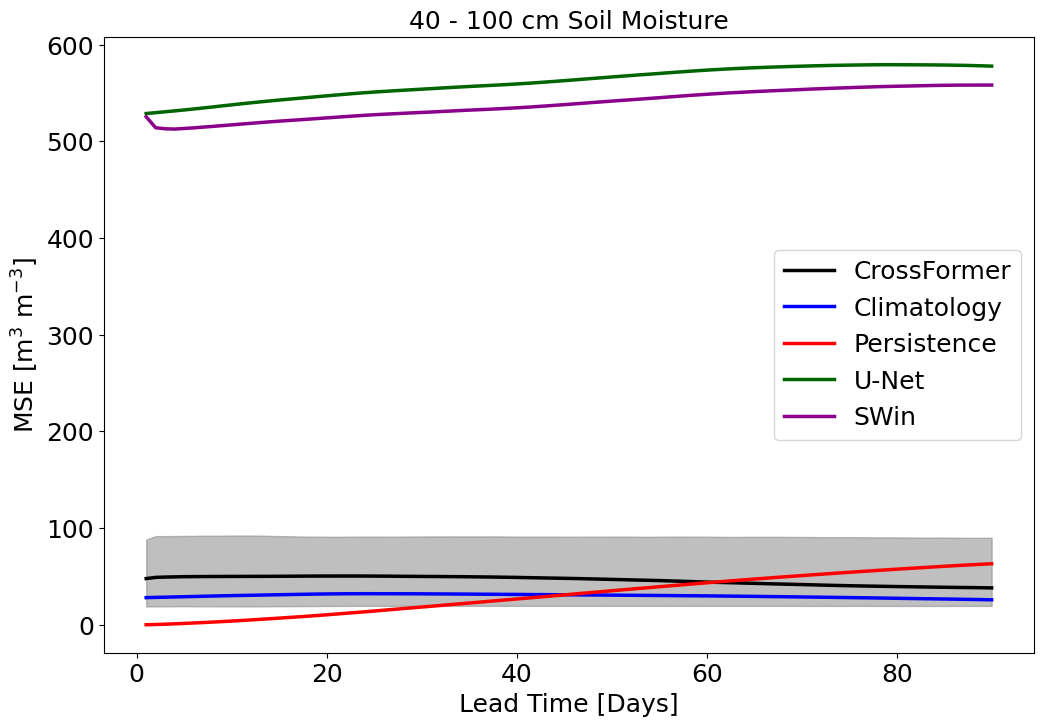 40 - 100 cm Soil Moisture
MSE [m³ m⁻³]
600
500
400
300
200
100
0
CrossFormer
Climatology
Persistence
U-Net
SWin
0 20 40 60 80
Lead Time [Days]